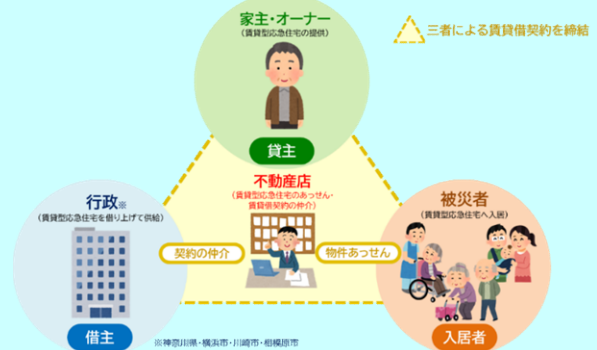 家主・オーナー
(賃貸型応急住宅の提供)
三者による賃貸借契約を締結
貸主
不動産店
(賃貸型応急住宅のあっせん・
賃貸借契約の仲介)
行政※
(賃貸型応急住宅を借り上げて供給)
被災者
(賃貸型応急住宅へ入居)
契約の仲介
物件あっせん
借主
入居者
※神奈川県・横浜市・川崎市・相模原市